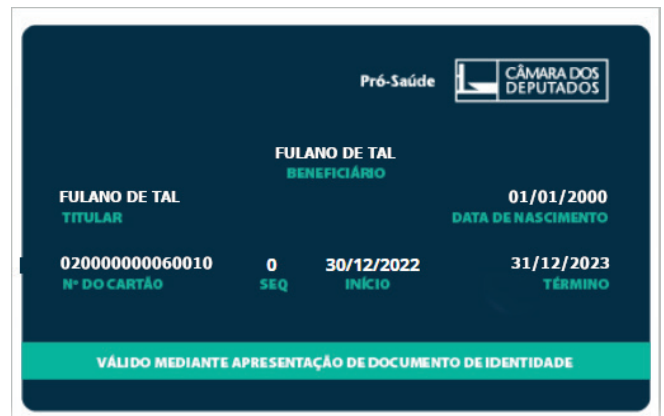 Pró-Saúde
CÂMARA DOS
DEPUTADOS
FULANO DE TAL
BENEFICIÁRIO
FULANO DE TAL 01/01/2000
TITULAR DATA DE NASCIMENTO
020000000060010 0 30/12/2022 31/12/2023
Nº DO CARTÃO SEQ INÍCIO TÉRMINO
VÁLIDO MEDIANTE APRESENTAÇÃO DE DOCUMENTO DE IDENTIDADE